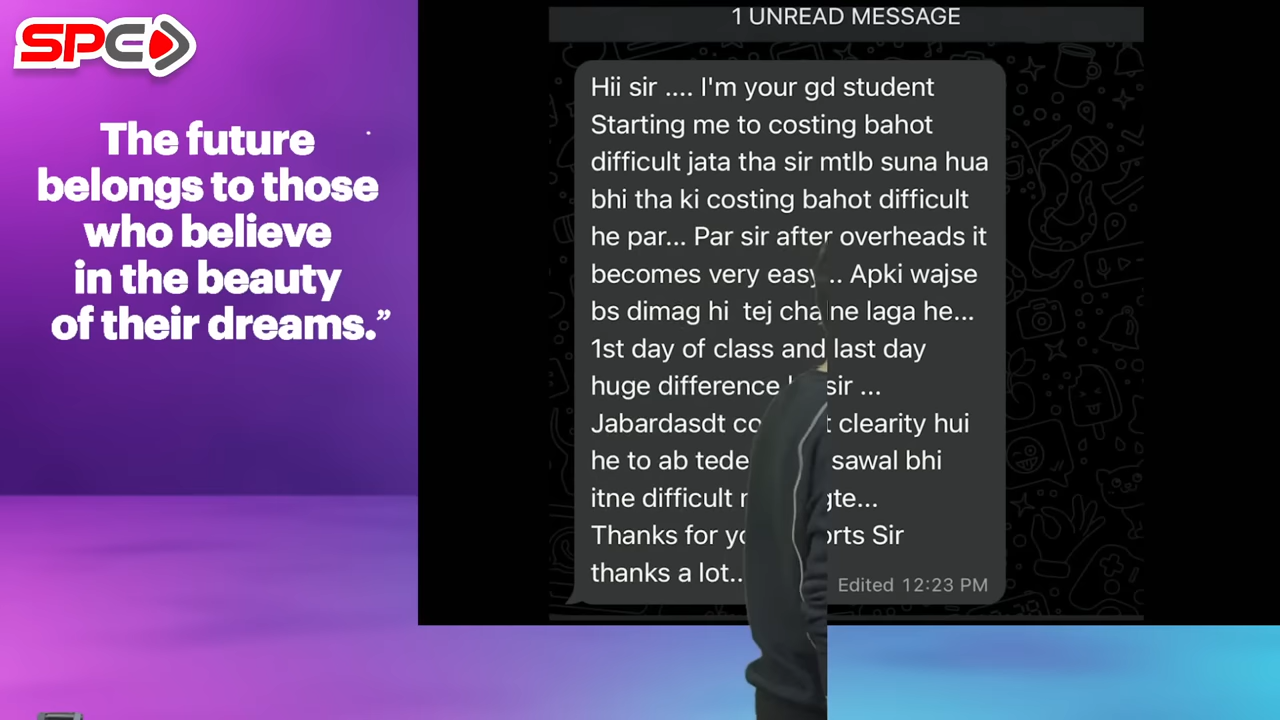 SPC
The future
belongs to those
who believe
in the beauty
of their dreams.”
1 UNREAD MESSAGE
Hii sir .... I'm your gd student
Starting me to costing bahot
difficult jata tha sir mtlb suna hua
bhi tha ki costing bahot difficult
he par... Par sir after overheads it
becomes very easy... Apki wajse
bs dimag hi tej chalne laga he...
1st day of class and last day
huge difference sir ...
Jabardasdt clearity hui
he to ab sawal bhi
itne difficult
Thanks for Sir
thanks a lot..
Edited 12:23 PM